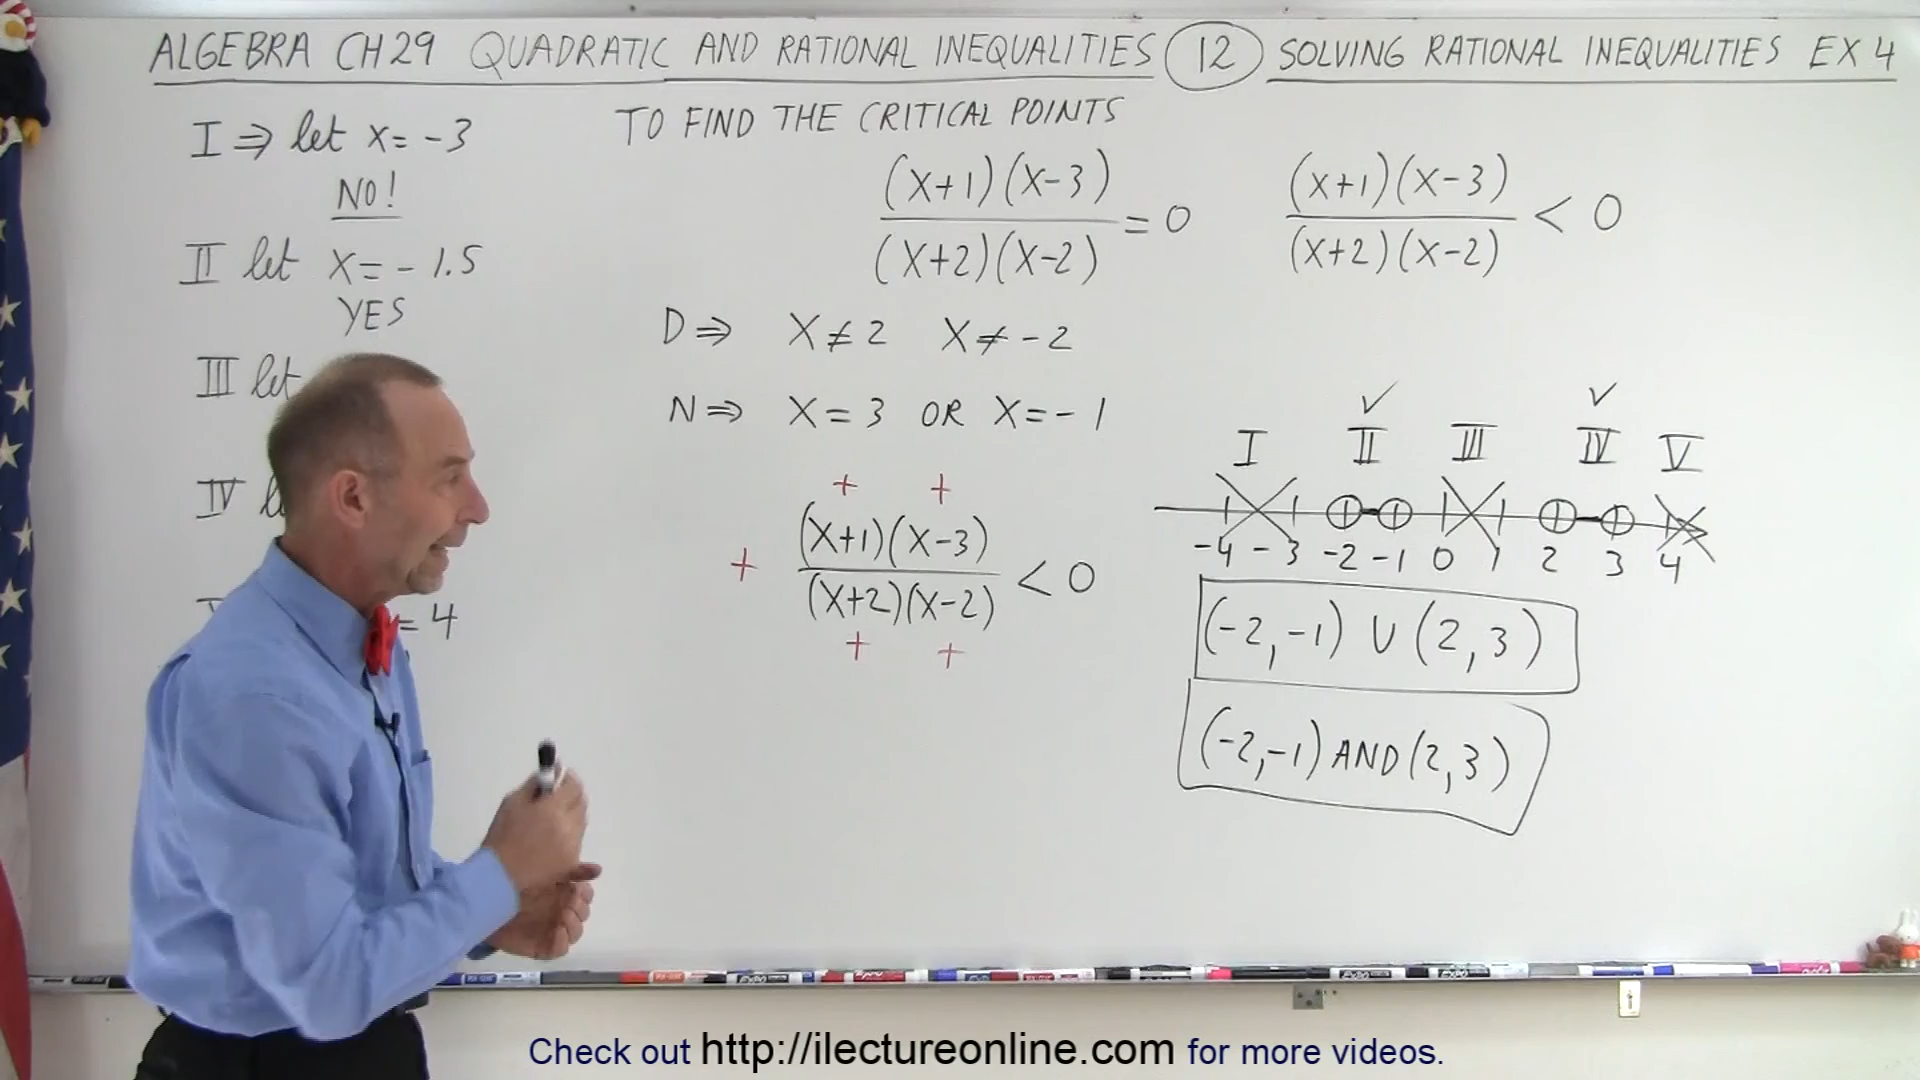 ALGEBRA CH29 QUADRATIC AND RATIONAL INEQUALITIES 12 SOLVING RATIONAL INEQUALITIES EX 4
I ⇒ let x = -3
NO!
II let x = -1.5
YES
III let
IV
= 4
TO FIND THE CRITICAL POINTS
(x+1)(x-3)
= 0
(x+2)(x-2)
(x+1)(x-3)
< 0
(x+2)(x-2)
D ⇒ X ≠ 2 X ≠ -2
N ⇒ X = 3 OR X = -1
+ +
(x+1)(x-3)
+ < 0
(x+2)(x-2)
+ +
✓ ✓
I II III IV V
-4 -3 -2 -1 0 1 2 3 4
(-2,-1) U (2,3)
(-2,-1) AND (2,3)
Check out http://ilectureonline.com for more videos.